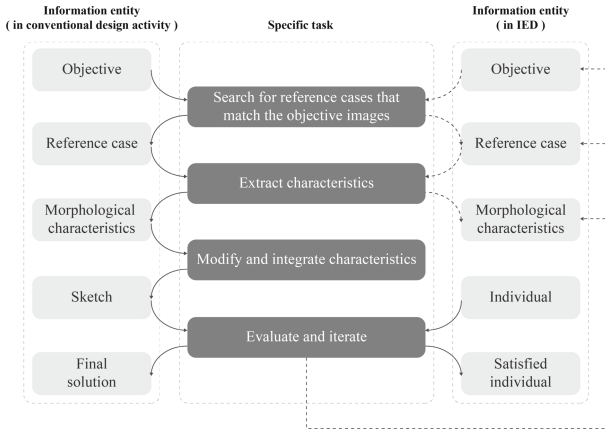 Information entity
( in conventional design activity )
Specific task
Information entity
( in IED )
Objective
Search for reference cases that
match the objective images
Objective
Reference case
Extract characteristics
Reference case
Morphological
characteristics
Modify and integrate characteristics
Morphological
characteristics
Sketch
Evaluate and iterate
Individual
Final
solution
Satisfied
individual